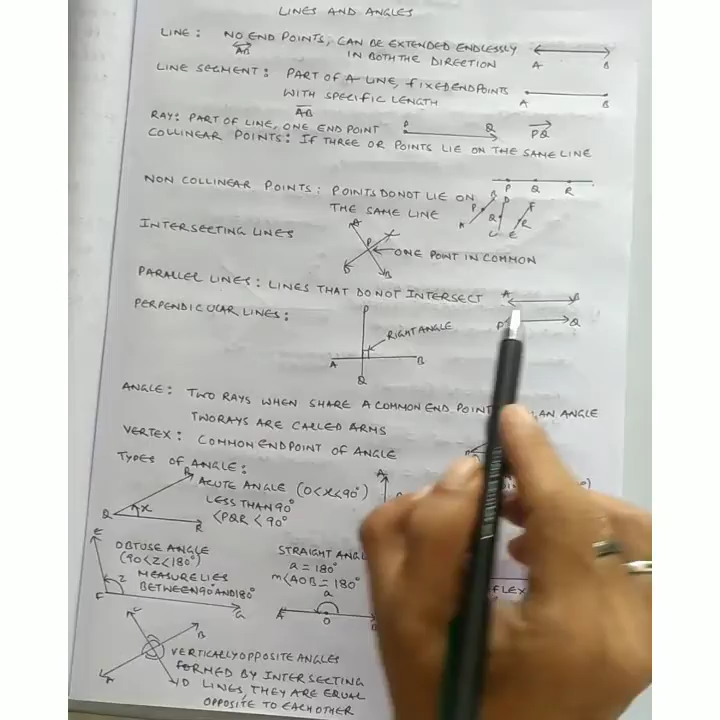 LINES AND ANGLES
LINE: NO END POINTS, CAN BE EXTENDED ENDLESSLY
AB IN BOTH THE DIRECTION
A B
LINE SEGMENT: PART OF A LINE, FIXED ENDPOINTS
WITH SPECIFIC LENGTH
A B
AB
RAY: PART OF LINE, ONE END POINT P Q PQ
COLLINEAR POINTS: IF THREE OR POINTS LIE ON THE SAME LINE
P Q R
NON COLLINEAR POINTS: POINTS DO NOT LIE ON
THE SAME LINE
B D F
P Q R
A C E
INTERSECTING LINES
A P B
ONE POINT IN COMMON
PARALLEL LINES: LINES THAT DO NOT INTERSECT A B
P Q
PERPENDICULAR LINES: P
RIGHT ANGLE
A B
Q
ANGLE: TWO RAYS WHEN SHARE A COMMON END POINT AN ANGLE
TWO RAYS ARE CALLED ARMS
VERTEX: COMMON ENDPOINT OF ANGLE
TYPES OF ANGLE:
ACUTE ANGLE (0<X<90°)
LESS THAN 90°
<PQR < 90°
Q X R
A
E
OBTUSE ANGLE
(90<Z<180°)
Z MEASURE LIES
BETWEEN 90° AND 180°
F G
STRAIGHT ANGL
a = 180°
m<AOB = 180°
a
A O B
FLEX
C B
A D
VERTICALLY OPPOSITE ANGLES
FORMED BY INTERSECTING
LINES, THEY ARE EQUAL
OPPOSITE TO EACH OTHER